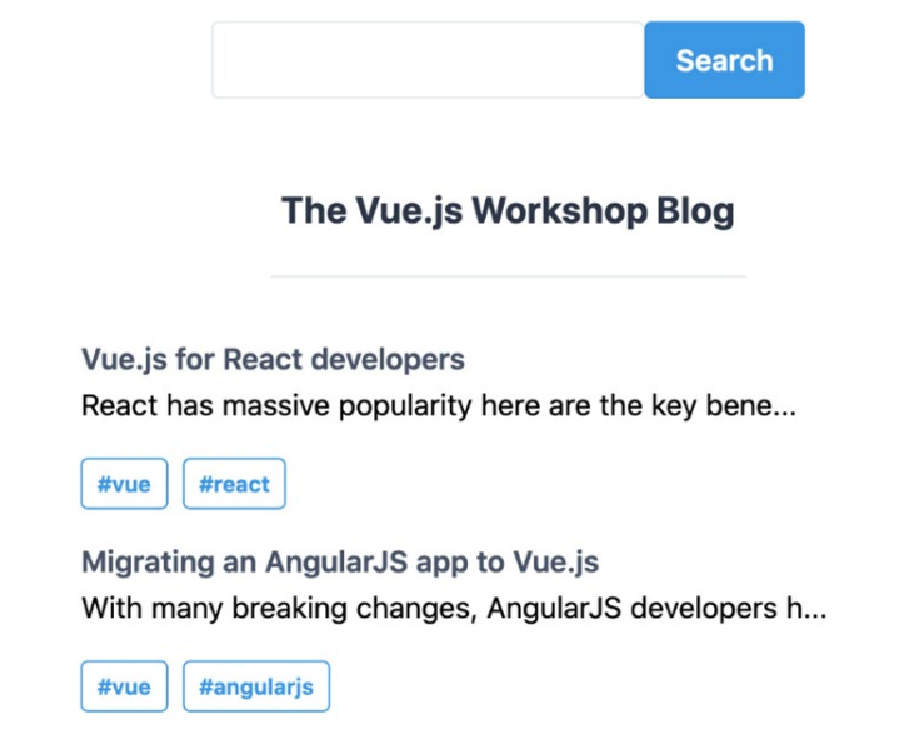 Search
The Vue.js Workshop Blog
Vue.js for React developers
React has massive popularity here are the key bene...
#vue #react
Migrating an AngularJS app to Vue.js
With many breaking changes, AngularJS developers h...
#vue #angularjs